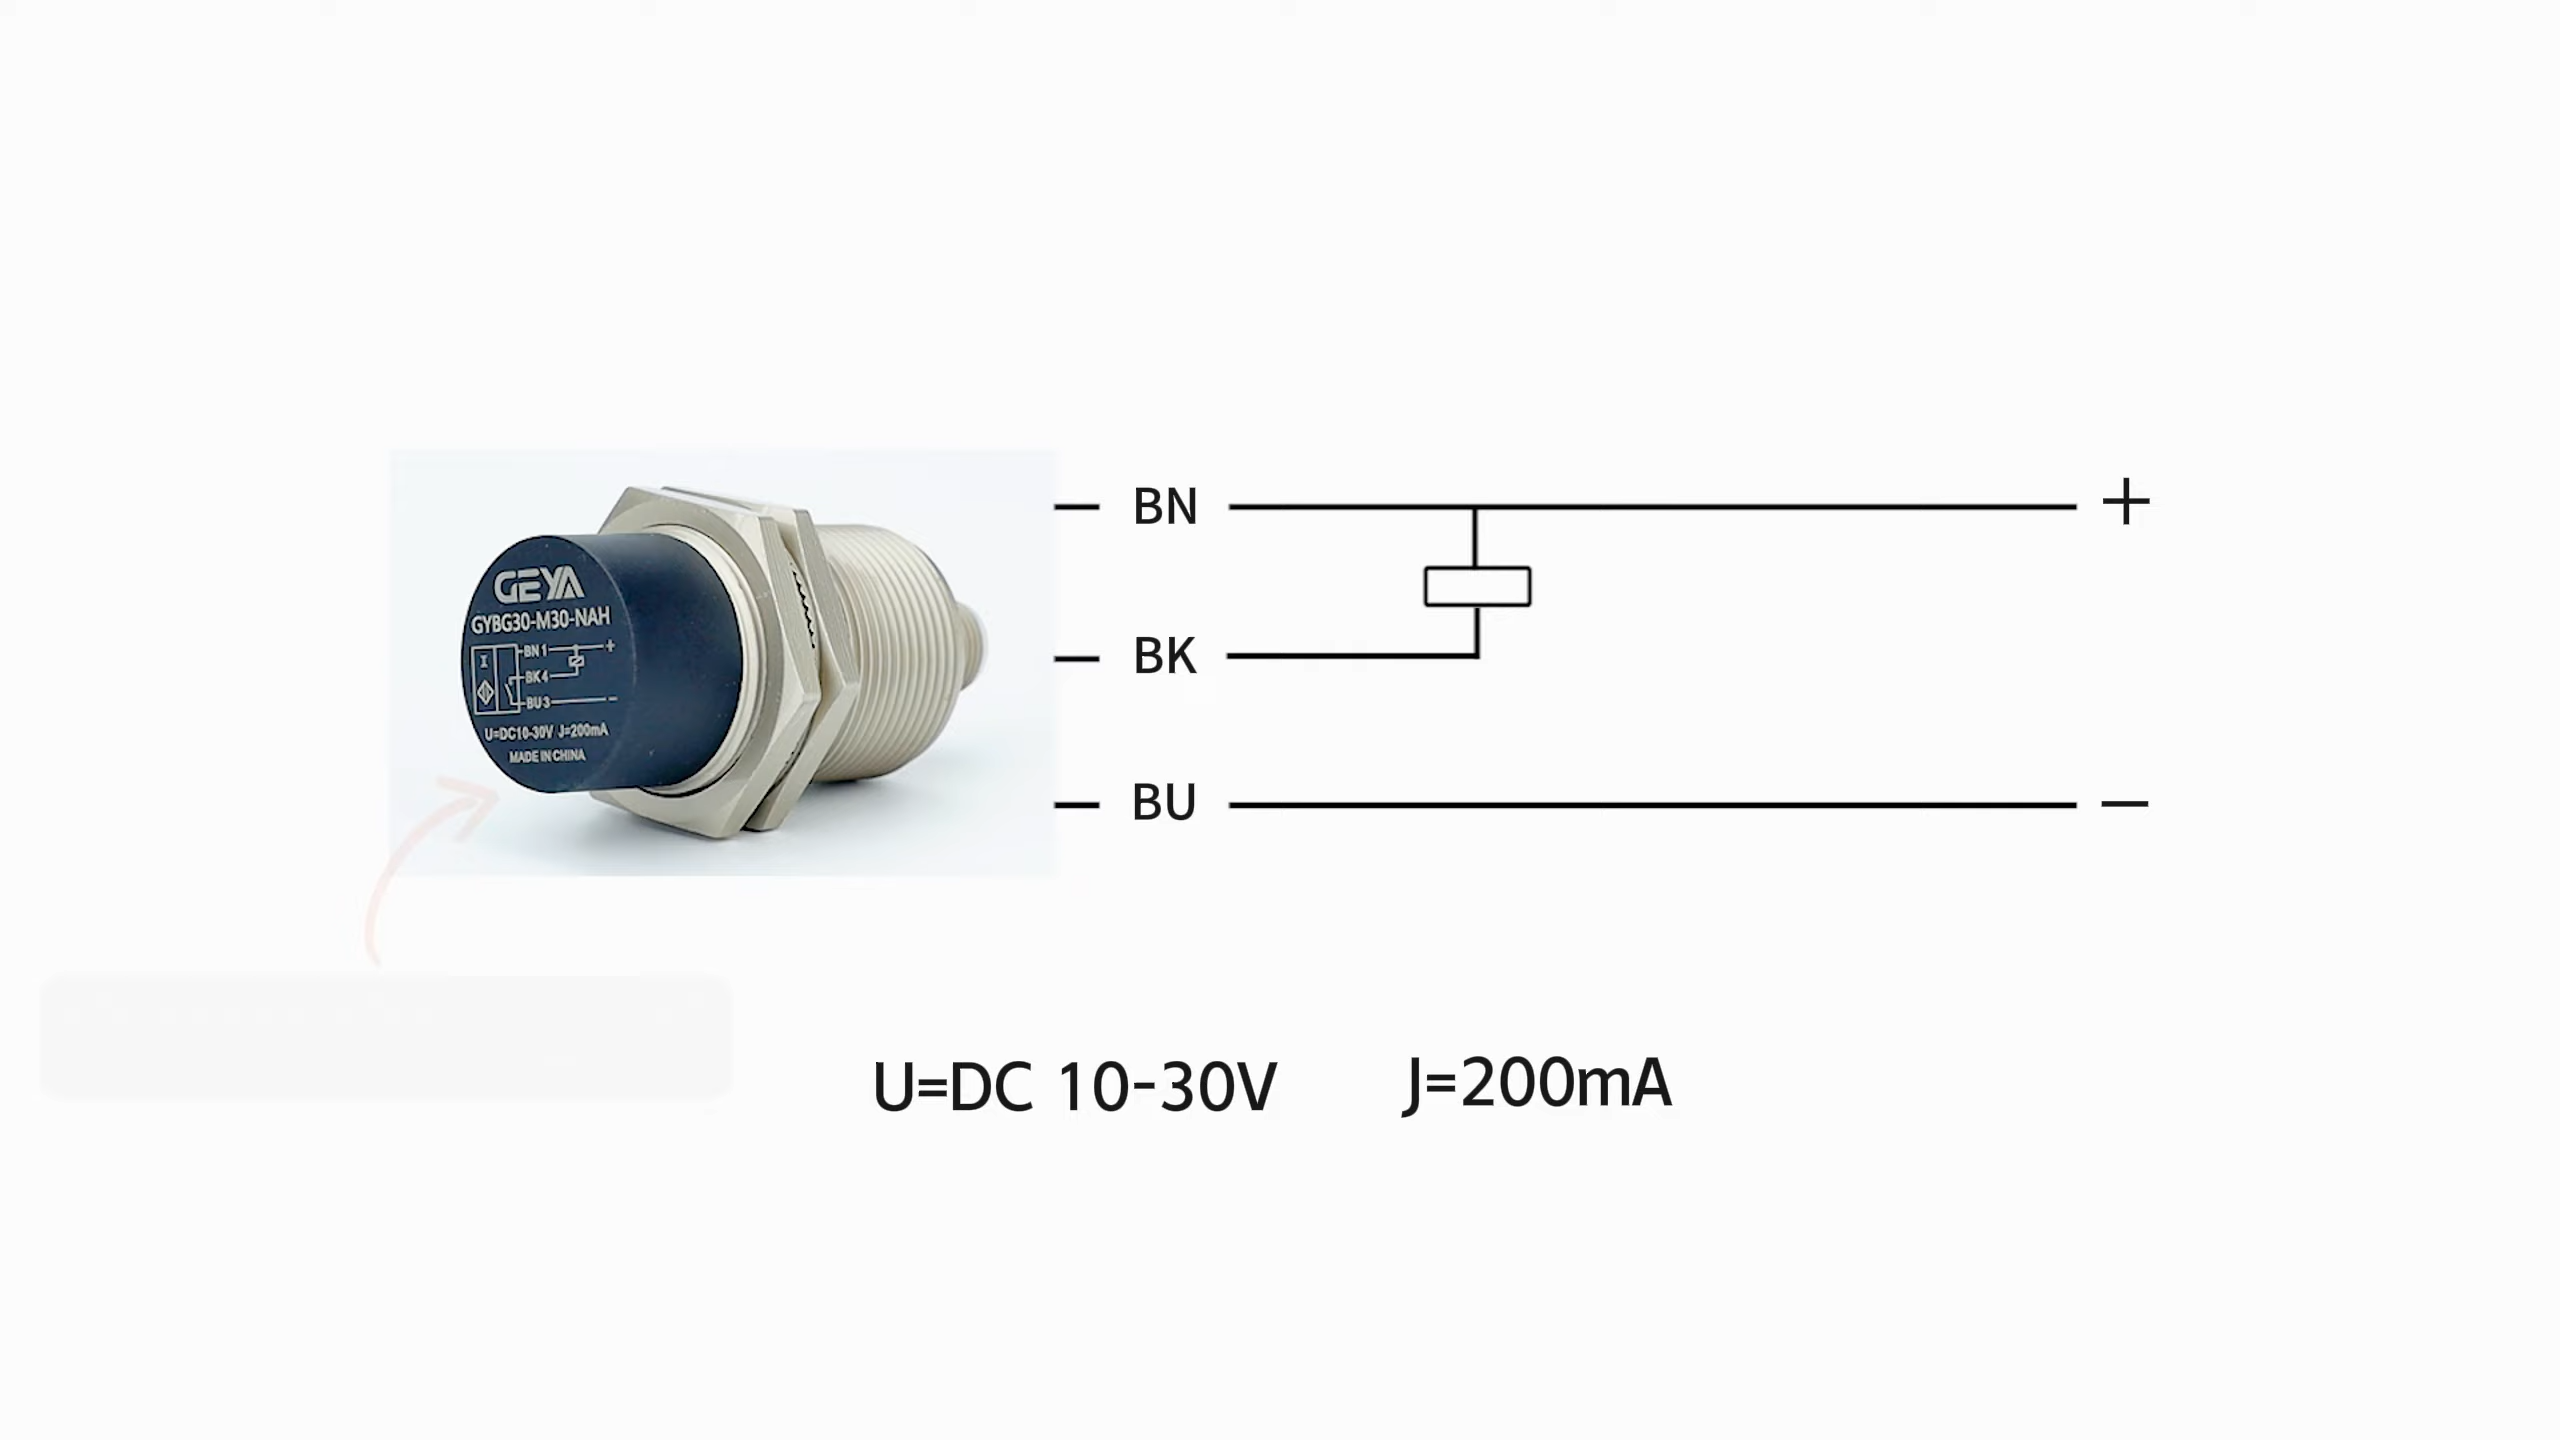 GEYA
GYBG30-M30-NAH
BN 1 +
BK 4
BU 3 −
U=DC10-30V J=200mA
MADE IN CHINA
BN +
BK
BU −
U=DC 10-30V J=200mA